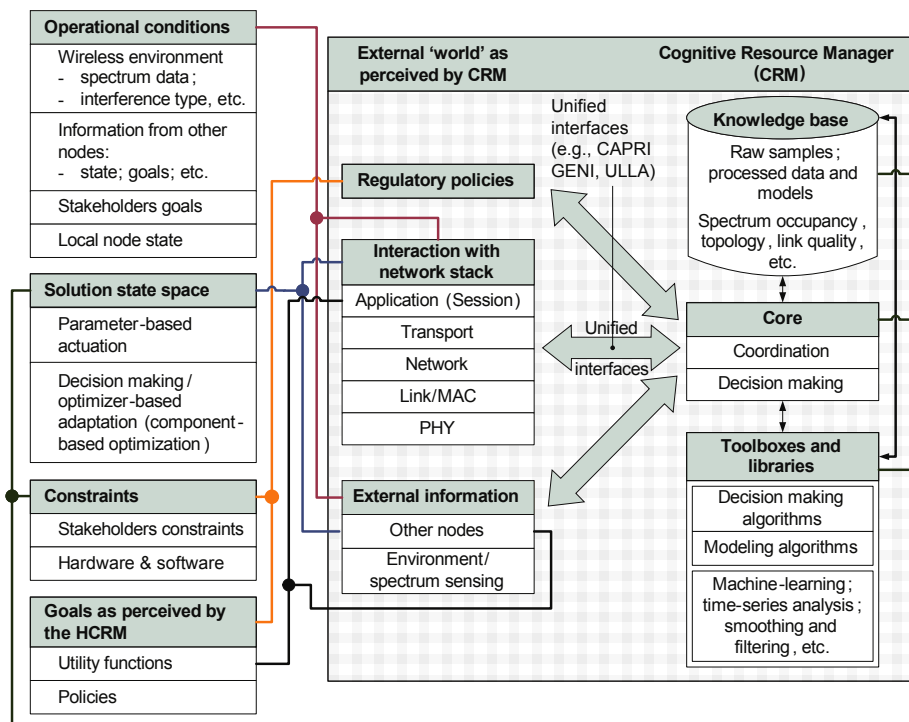 Operational conditions
Wireless environment
- spectrum data;
- interference type, etc.
Information from other
nodes:
- state; goals; etc.
Stakeholders goals
Local node state
Solution state space
Parameter-based
actuation
Decision making /
optimizer-based
adaptation (component-
based optimization)
Constraints
Stakeholders constraints
Hardware & software
Goals as perceived by
the HCRM
Utility functions
Policies
External ‘world’ as
perceived by CRM
Regulatory policies
Interaction with
network stack
Application (Session)
Transport
Network
Link/MAC
PHY
External information
Other nodes
Environment/
spectrum sensing
Unified
interfaces
(e.g., CAPRI
GENI, ULLA)
Unified
interfaces
Cognitive Resource Manager
(CRM)
Knowledge base
Raw samples;
processed data and
models
Spectrum occupancy,
topology, link quality,
etc.
Core
Coordination
Decision making
Toolboxes and
libraries
Decision making
algorithms
Modeling algorithms
Machine-learning;
time-series analysis;
smoothing and
filtering, etc.